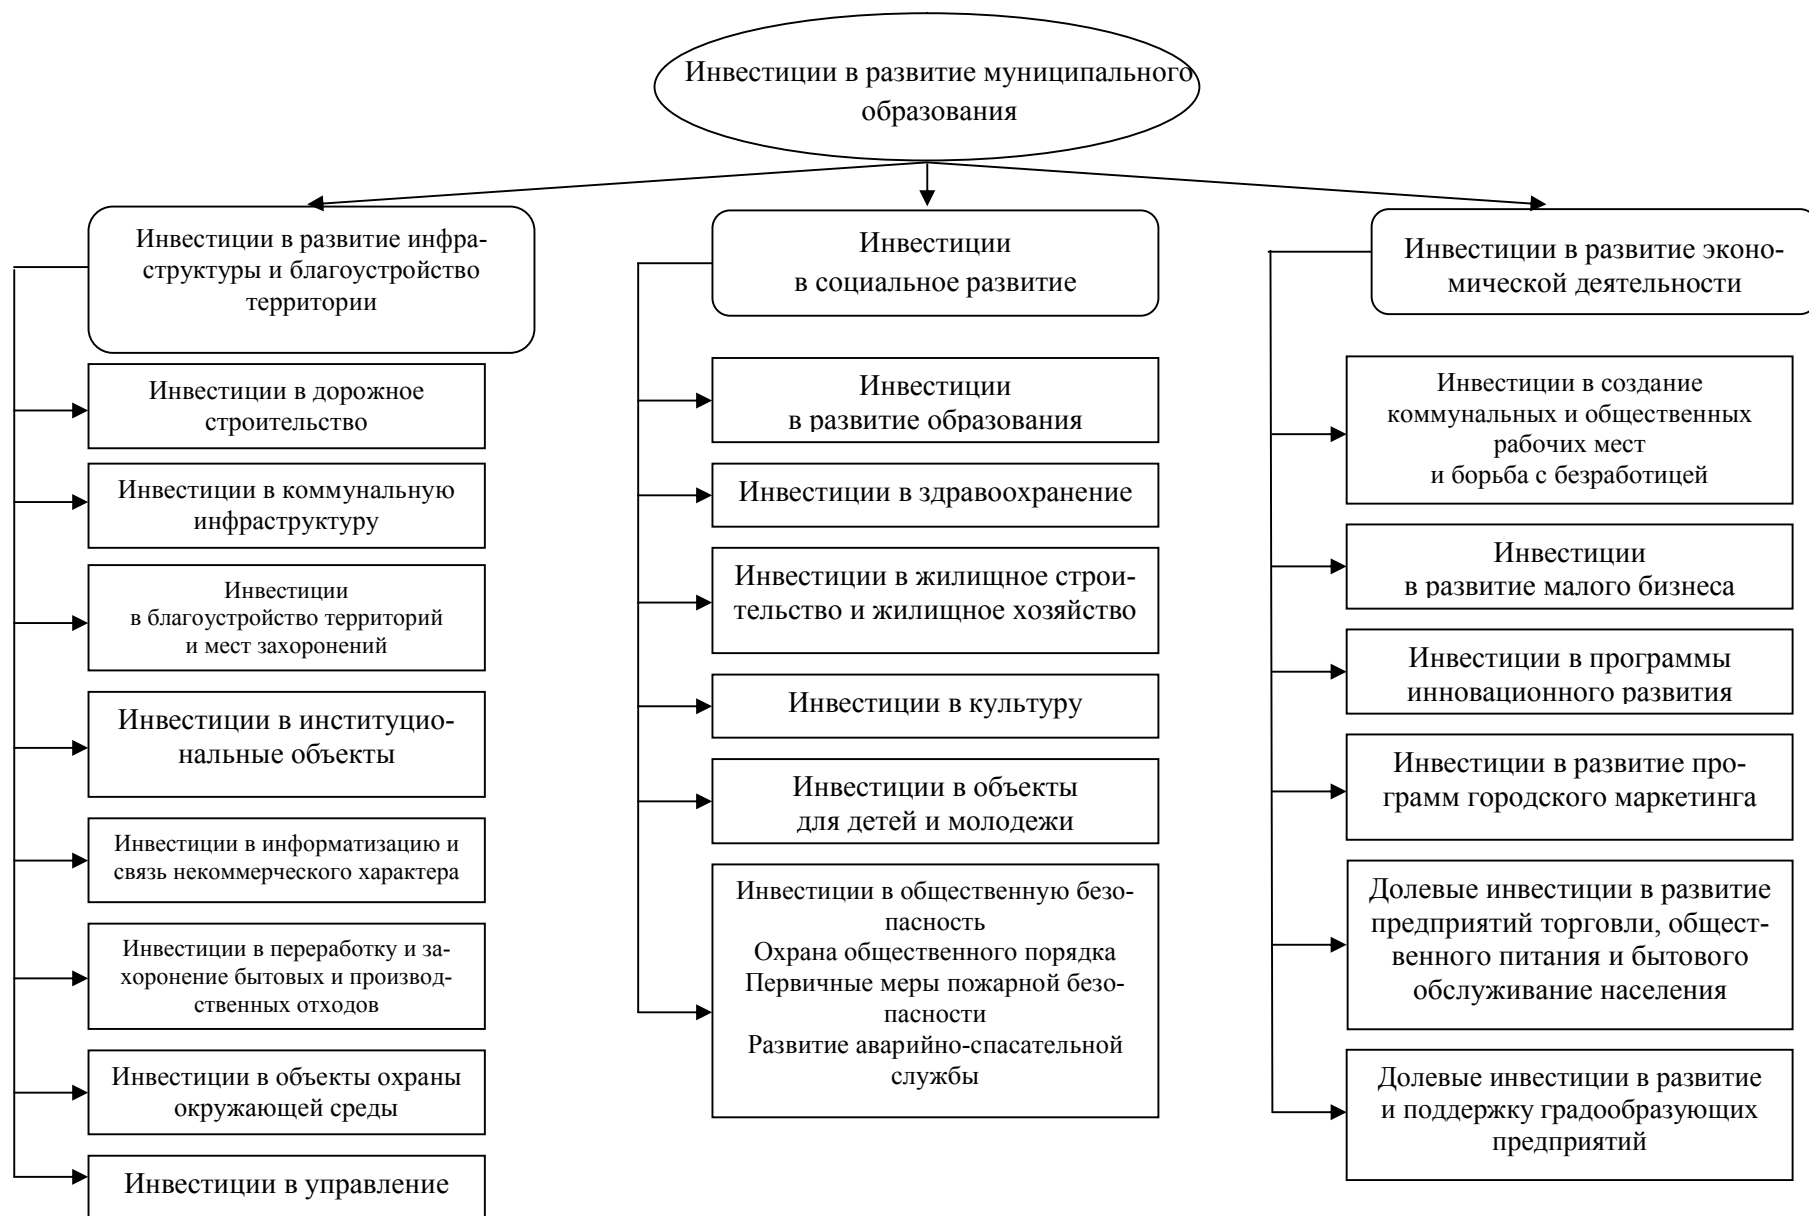 Инвестиции в развитие муниципального
образования
Инвестиции в развитие инфра-
структуры и благоустройство
территории
Инвестиции в дорожное
строительство
Инвестиции в коммунальную
инфраструктуру
Инвестиции
в благоустройство территорий
и мест захоронений
Инвестиции в институцио-
нальные объекты
Инвестиции в информатизацию и
связь некоммерческого характера
Инвестиции в переработку и за-
хоронение бытовых и производ-
ственных отходов
Инвестиции в объекты охраны
окружающей среды
Инвестиции в управление
Инвестиции
в социальное развитие
Инвестиции
в развитие образования
Инвестиции в здравоохранение
Инвестиции в жилищное строи-
тельство и жилищное хозяйство
Инвестиции в культуру
Инвестиции в объекты
для детей и молодежи
Инвестиции в общественную безо-
пасность
Охрана общественного порядка
Первичные меры пожарной безо-
пасности
Развитие аварийно-спасательной
службы
Инвестиции в развитие эконо-
мической деятельности
Инвестиции в создание
коммунальных и общественных
рабочих мест
и борьба с безработицей
Инвестиции
в развитие малого бизнеса
Инвестиции в программы
инновационного развития
Инвестиции в развитие про-
грамм городского маркетинга
Долевые инвестиции в развитие
предприятий торговли, общест-
венного питания и бытового
обслуживание населения
Долевые инвестиции в развитие
и поддержку градообразующих
предприятий